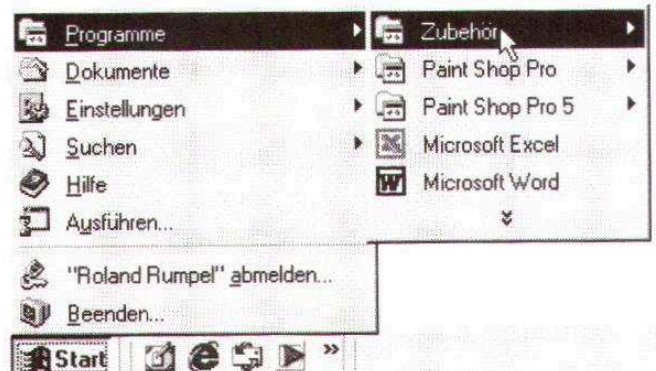 Programme
Dokumente
Einstellungen
Suchen
Hilfe
Ausführen...
"Roland Rumpel" abmelden...
Beenden...
Start
»
Zubehör
Paint Shop Pro
Paint Shop Pro 5
Microsoft Excel
Microsoft Word